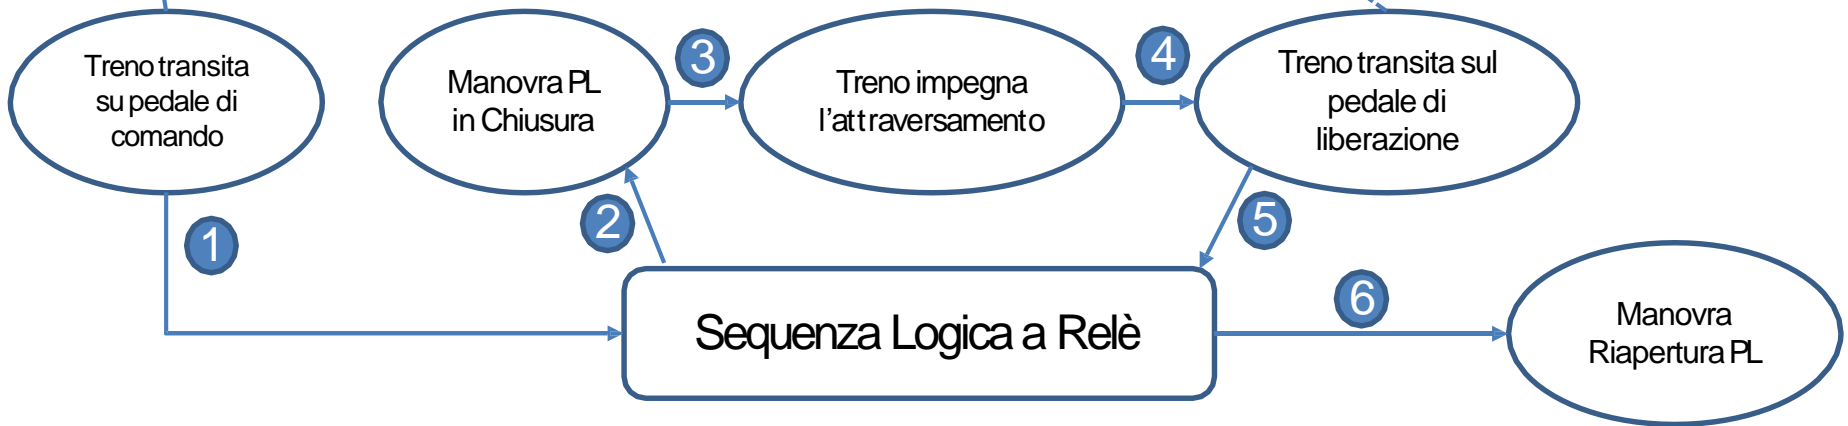 Treno transita
su pedale di
comando
Manovra PL
in Chiusura
3
Treno impegna
l'attraversamento
4
Treno transita sul
pedale di
liberazione
1
2
5
Sequenza Logica a Relè
6
Manovra
Riapertura PL